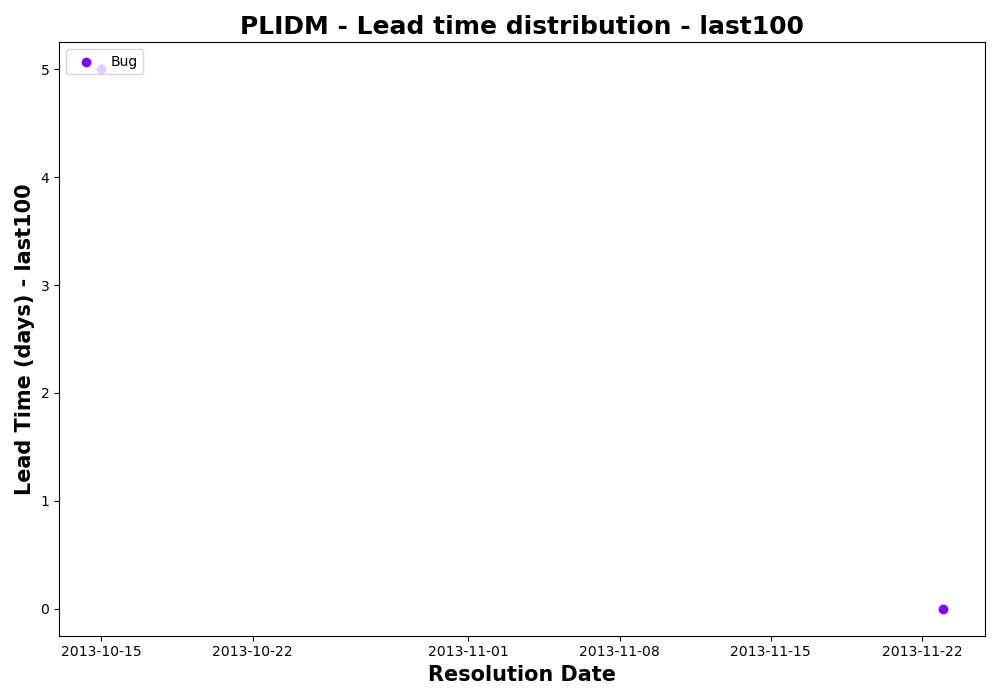 PLIDM - Lead time distribution - last100
Bug
Lead Time (days) - last100
5
4
3
2
1
0
2013-10-15 2013-10-22 2013-11-01 2013-11-08 2013-11-15 2013-11-22
Resolution Date